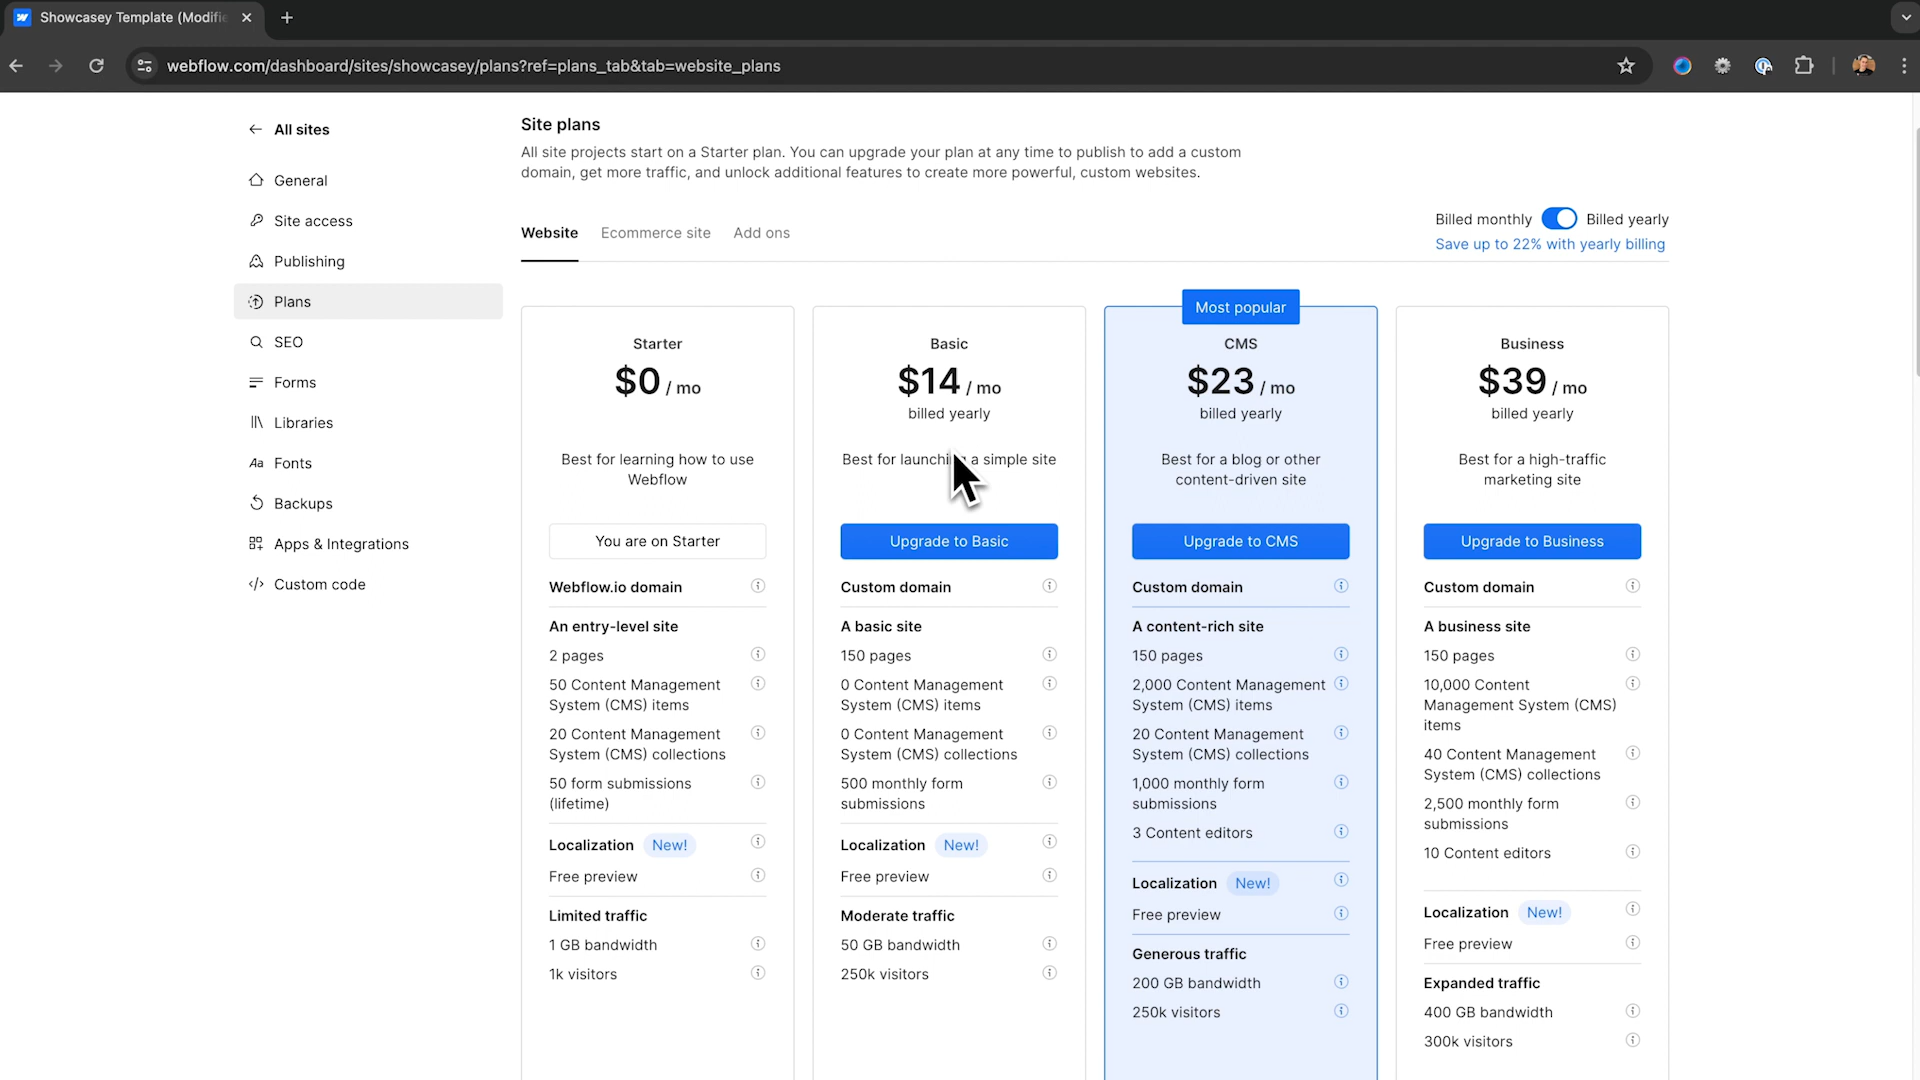 Showcasey Template (Modifie
webflow.com/dashboard/sites/showcasey/plans?ref=plans_tab&tab=website_plans
All sites
General
Site access
Publishing
Plans
SEO
Forms
Libraries
Aa Fonts
Backups
Apps & Integrations
</> Custom code
Site plans
All site projects start on a Starter plan. You can upgrade your plan at any time to publish to add a custom
domain, get more traffic, and unlock additional features to create more powerful, custom websites.
Website Ecommerce site Add ons
Billed monthly Billed yearly
Save up to 22% with yearly billing
Starter
$0 / mo
Best for learning how to use
Webflow
You are on Starter
Webflow.io domain
An entry-level site
2 pages
50 Content Management
System (CMS) items
20 Content Management
System (CMS) collections
50 form submissions
(lifetime)
Localization New!
Free preview
Limited traffic
1 GB bandwidth
1k visitors
Basic
$14 / mo
billed yearly
Best for launching a simple site
Upgrade to Basic
Custom domain
A basic site
150 pages
0 Content Management
System (CMS) items
0 Content Management
System (CMS) collections
500 monthly form
submissions
Localization New!
Free preview
Moderate traffic
50 GB bandwidth
250k visitors
Most popular
CMS
$23 / mo
billed yearly
Best for a blog or other
content-driven site
Upgrade to CMS
Custom domain
A content-rich site
150 pages
2,000 Content Management
System (CMS) items
20 Content Management
System (CMS) collections
1,000 monthly form
submissions
3 Content editors
Localization New!
Free preview
Generous traffic
200 GB bandwidth
250k visitors
Business
$39 / mo
billed yearly
Best for a high-traffic
marketing site
Upgrade to Business
Custom domain
A business site
150 pages
10,000 Content
Management System (CMS)
items
40 Content Management
System (CMS) collections
2,500 monthly form
submissions
10 Content editors
Localization New!
Free preview
Expanded traffic
400 GB bandwidth
300k visitors